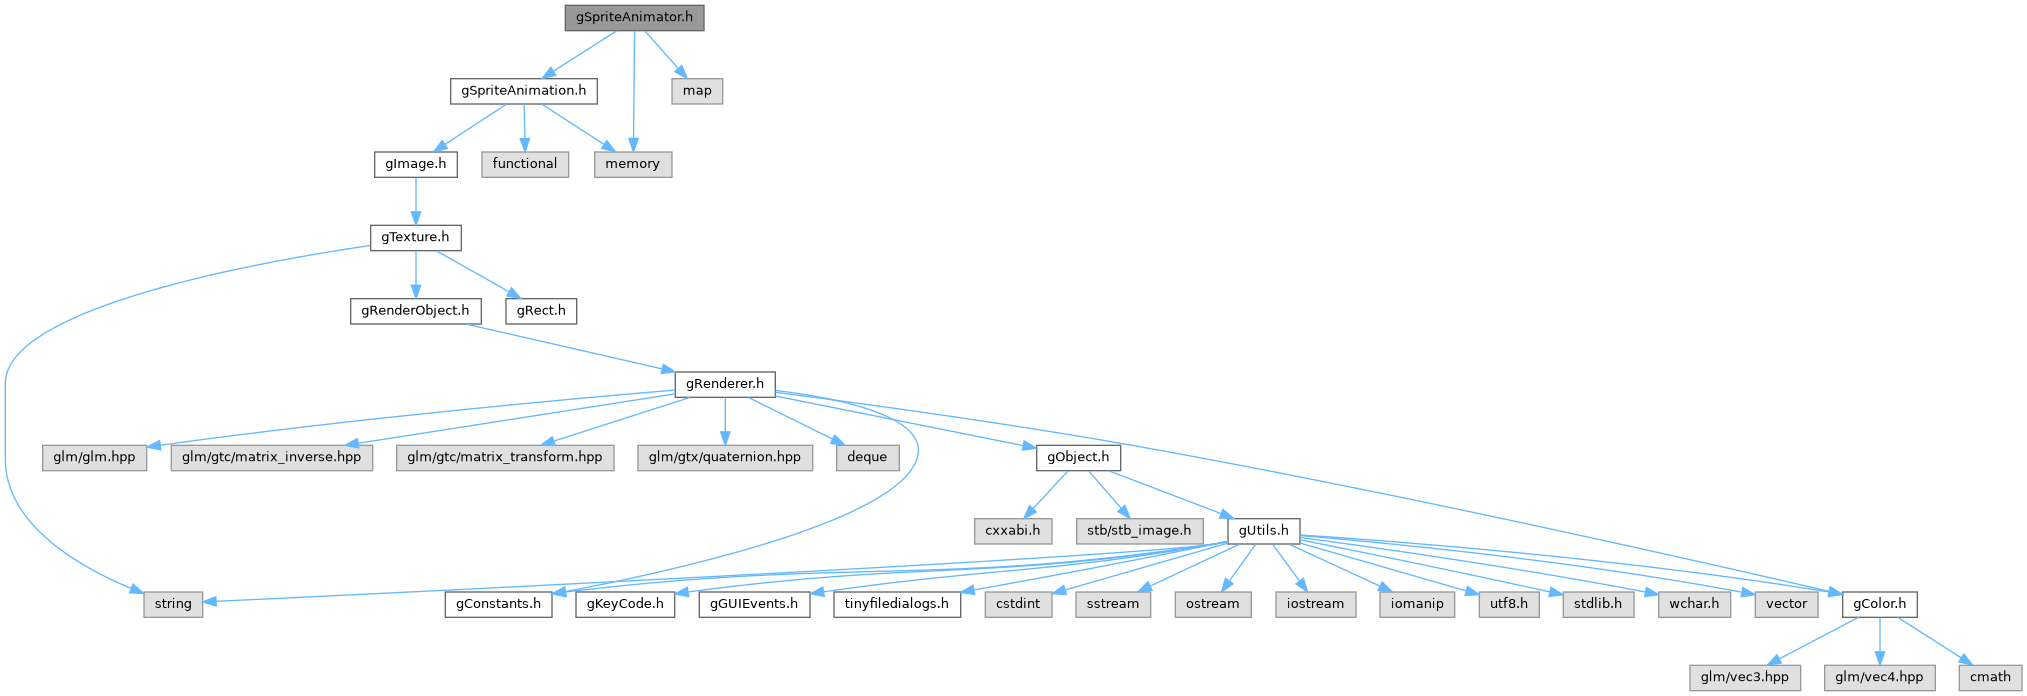 gSpriteAnimator.h
gSpriteAnimation.h
map
gImage.h
functional
memory
gTexture.h
gRenderObject.h
gRect.h
gRenderer.h
glm/glm.hpp
glm/gtc/matrix_inverse.hpp
glm/gtc/matrix_transform.hpp
glm/gtx/quaternion.hpp
deque
gObject.h
cxxabi.h
stb/stb_image.h
gUtils.h
string
gConstants.h
gKeyCode.h
gGUIEvents.h
tinyfiledialogs.h
cstdint
sstream
ostream
iostream
iomanip
utf8.h
stdlib.h
wchar.h
vector
gColor.h
glm/vec3.hpp
glm/vec4.hpp
cmath